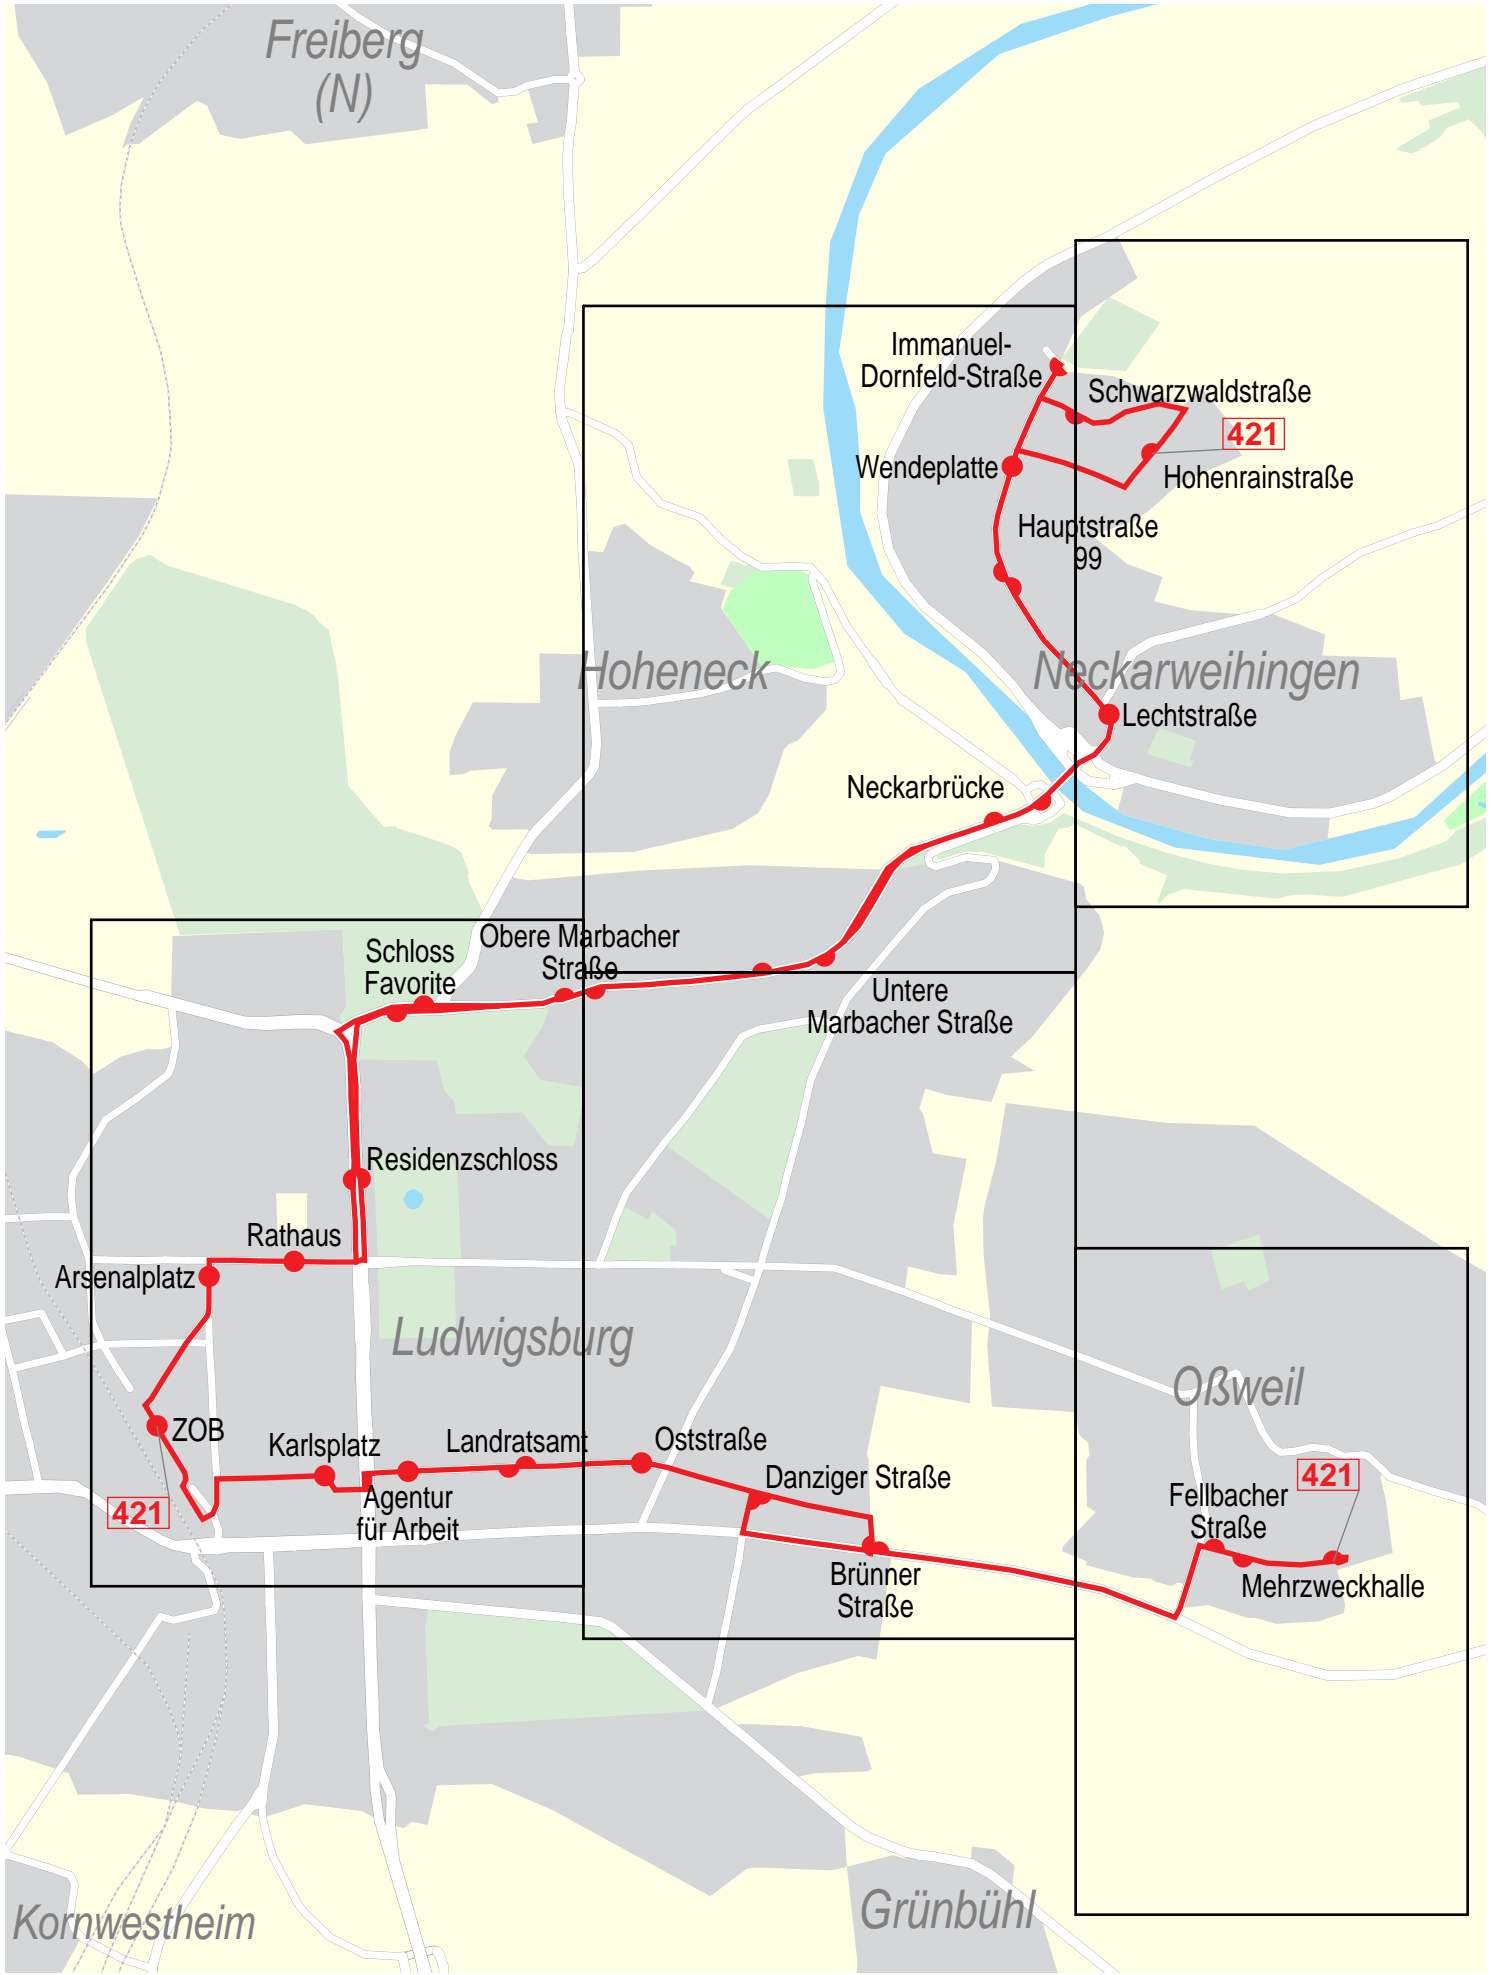 Freiberg
(N)
Immanuel-
Dornfeld-Straße
Schwarzwaldstraße
421
Wendeplatte
Hohenrainstraße
Hauptstraße
99
Hoheneck
Neckarweihingen
Lechtstraße
Neckarbrücke
Schloss
Favorite
Obere Marbacher
Straße
Untere
Marbacher Straße
Residenzschloss
Rathaus
Arsenalplatz
Ludwigsburg
Oßweil
ZOB
Karlsplatz
Landratsamt
Oststraße
Danziger Straße
421
Agentur
für Arbeit
Fellbacher
Straße
421
Brünner
Straße
Mehrzweckhalle
Kornwestheim
Grünbühl